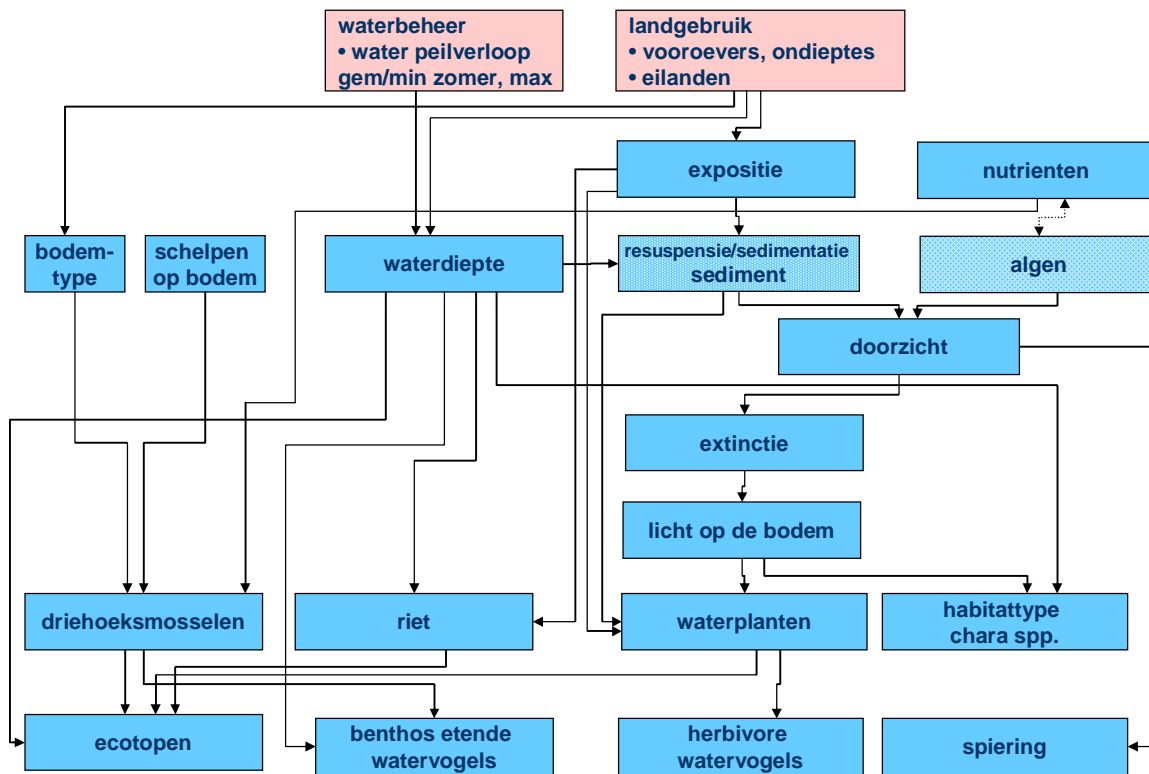 waterbeheer
• water peilverloop
gem/min zomer, max
landgebruik
• vooroevers, ondieptes
• eilanden
expositie
nutrienten
bodem-
type
schelpen
op bodem
waterdiepte
resuspensie/sedimentatie
sediment
algen
doorzicht
extinctie
licht op de bodem
driehoeksmosselen
riet
waterplanten
habitattype
chara spp.
ecotopen
benthos etende
watervogels
herbivore
watervogels
spiering